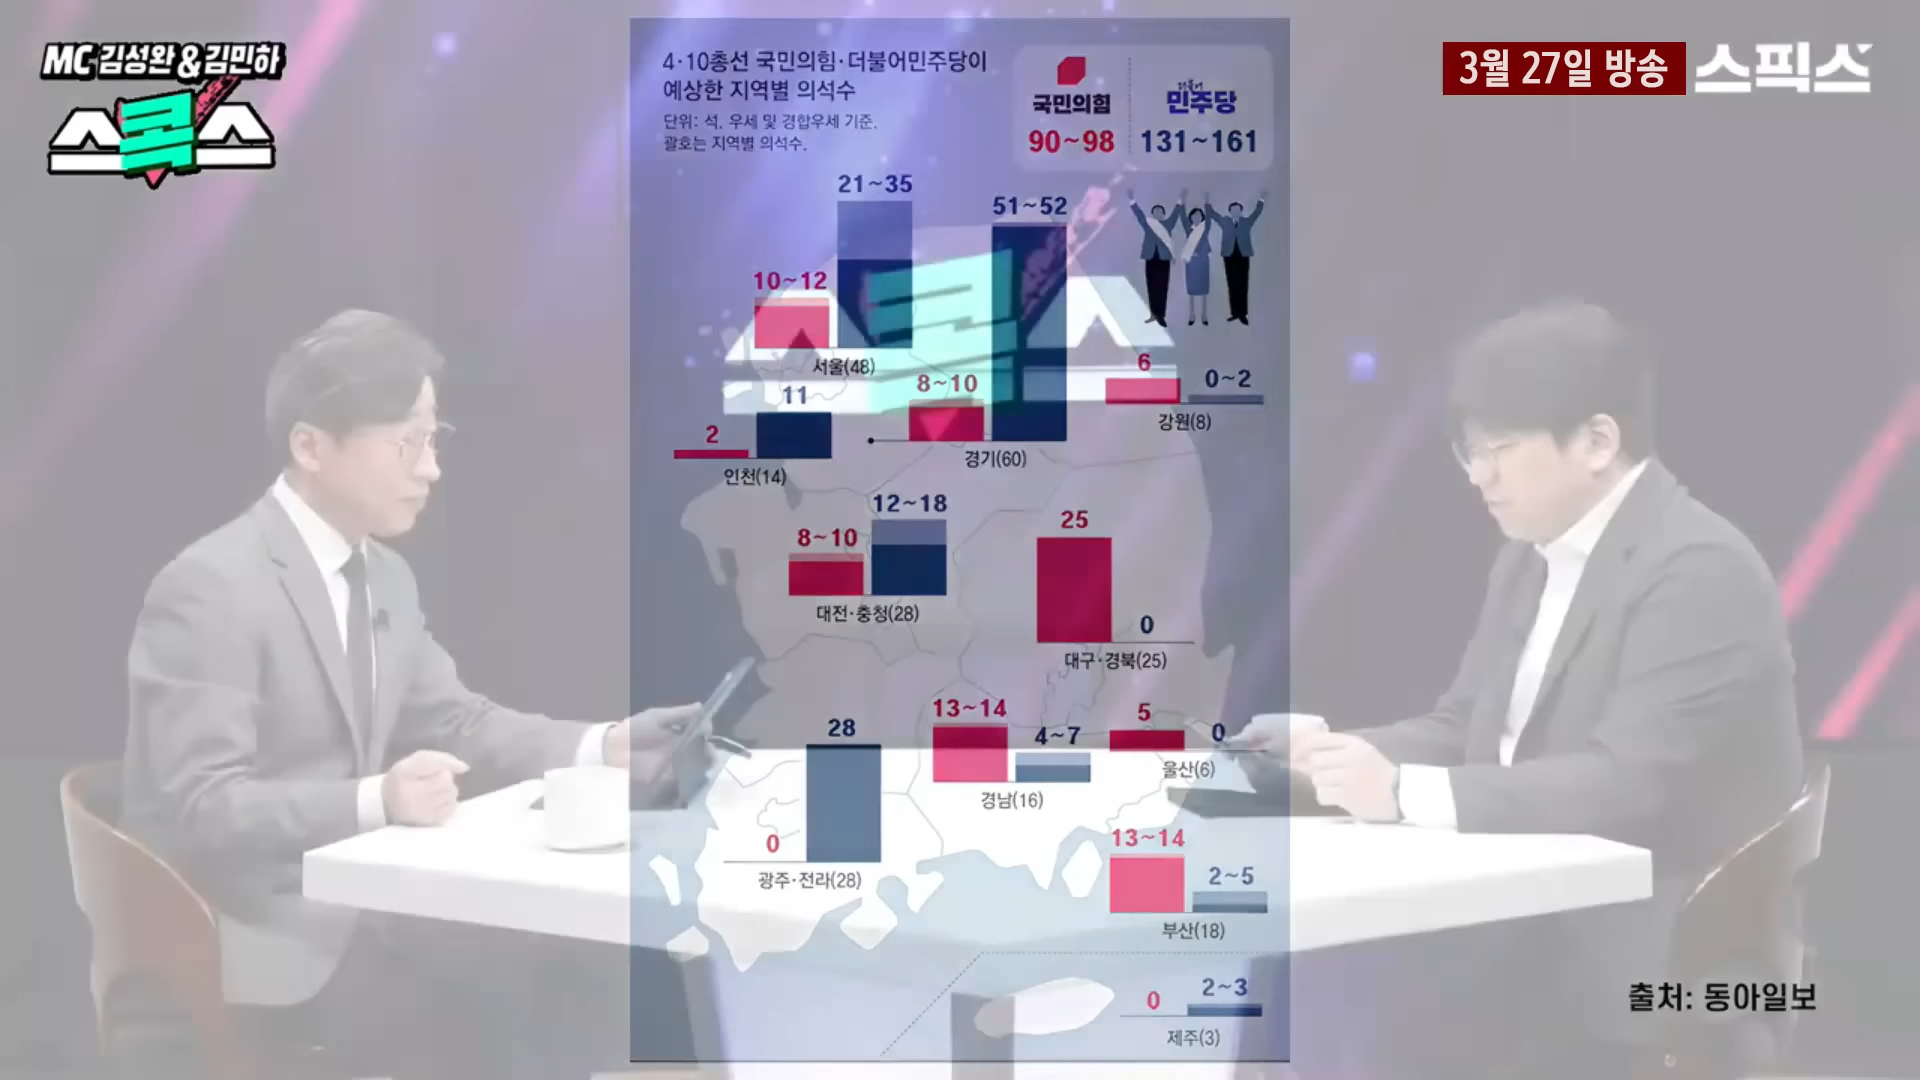 MC 김성완&김민하
스콕스
3월 27일 방송
스픽스
4·10총선 국민의힘·더불어민주당이
예상한 지역별 의석수
단위: 석, 우세 및 경합우세 기준.
괄호는 지역별 의석수.
국민의힘
90~98
더불어
민주당
131~161
10~12
21~35
서울(48)
8~10
51~52
경기(60)
6
0~2
강원(8)
2
11
인천(14)
8~10
12~18
대전·충청(28)
25
0
대구·경북(25)
0
28
광주·전라(28)
13~14
4~7
경남(16)
5
0
울산(6)
13~14
2~5
부산(18)
0
2~3
제주(3)
출처: 동아일보
콕